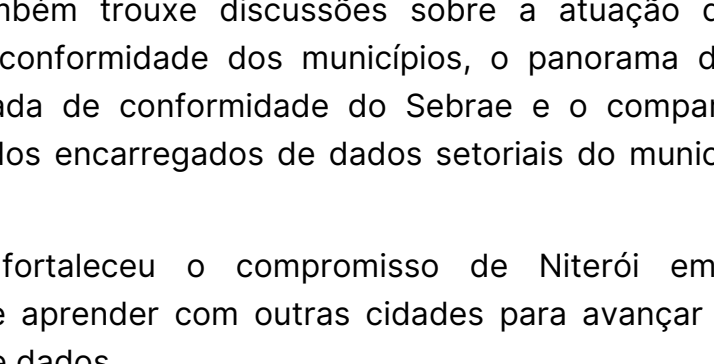 mbém trouxe discussões sobre a atuação
conformidade dos municípios, o panorama d
ada de conformidade do Sebrae e o compar
dos encarregados de dados setoriais do munic
fortaleceu o compromisso de Niterói em
e aprender com outras cidades para avançar
e dados